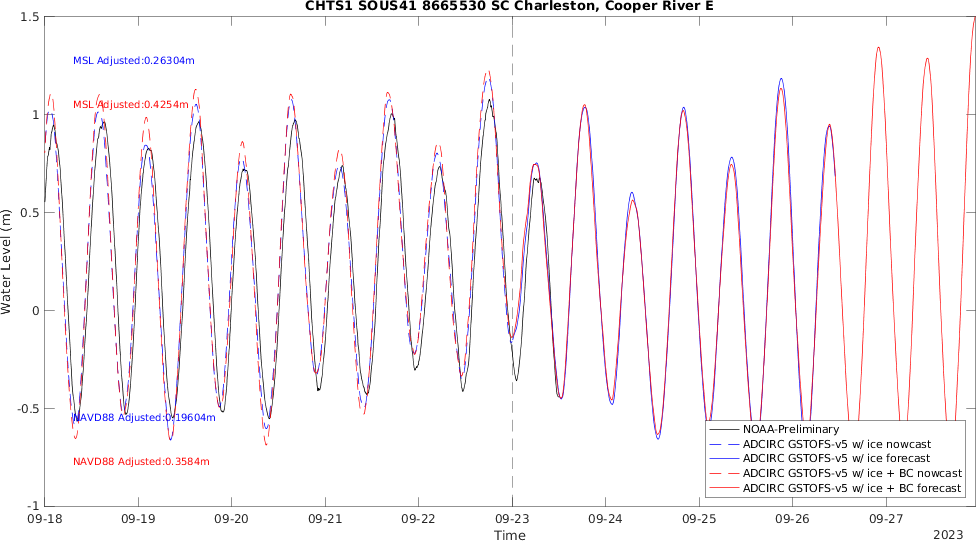 CHTS1 SOUS41 8665530 SC Charleston, Cooper River E
1.5
MSL Adjusted:0.26304m
MSL Adjusted:0.4254m
1
0.5
Water Level (m)
0
-0.5
NAVD88 Adjusted:0.19604m
NAVD88 Adjusted:0.3584m
-1
NOAA-Preliminary
ADCIRC GSTOFS-v5 w/ ice nowcast
ADCIRC GSTOFS-v5 w/ ice forecast
ADCIRC GSTOFS-v5 w/ ice + BC nowcast
ADCIRC GSTOFS-v5 w/ ice + BC forecast
09-18 09-19 09-20 09-21 09-22 09-23 09-24 09-25 09-26 09-27
Time
2023